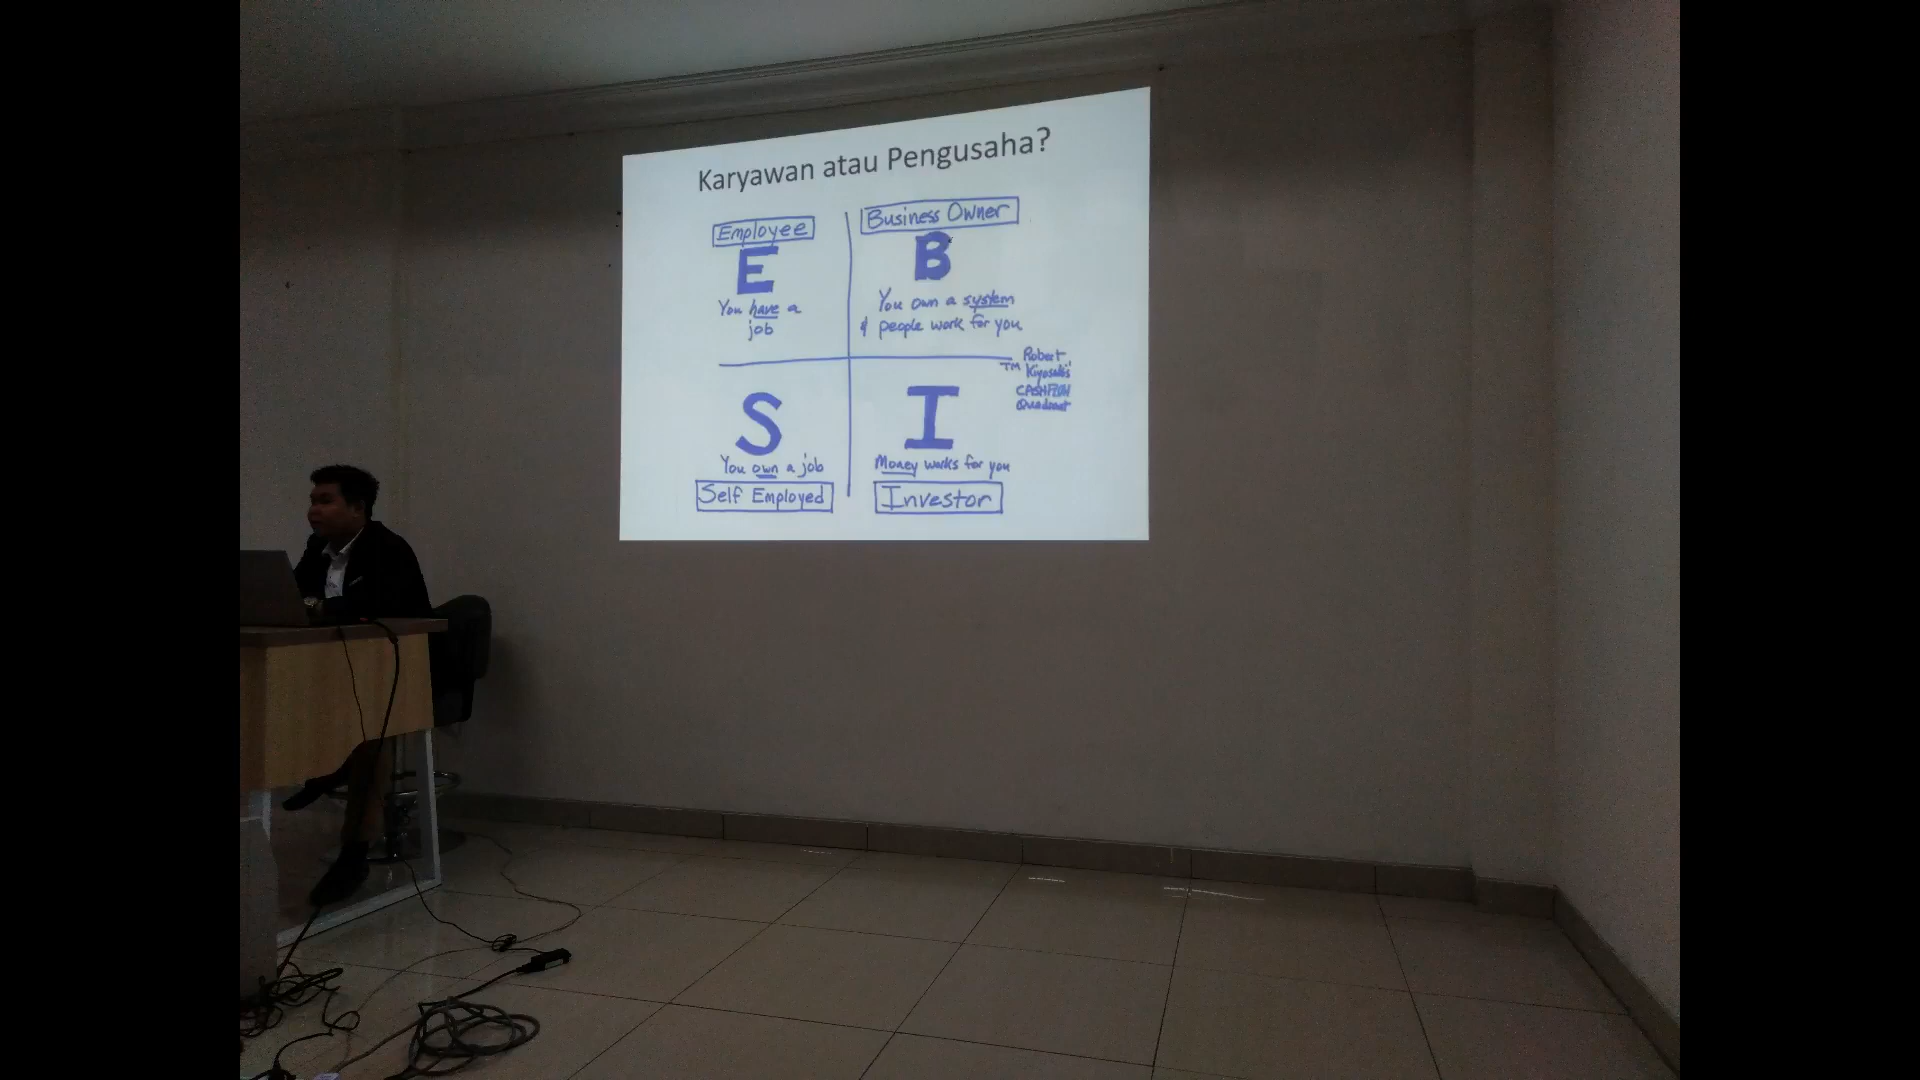 Karyawan atau Pengusaha?
Employee
E
You have a
job
Business Owner
B
You own a system
& people work for you
Robert
TM Kiyosaki's
CASHFLOW
Quadrant
S
You own a job
Self Employed
I
Money works for you
Investor